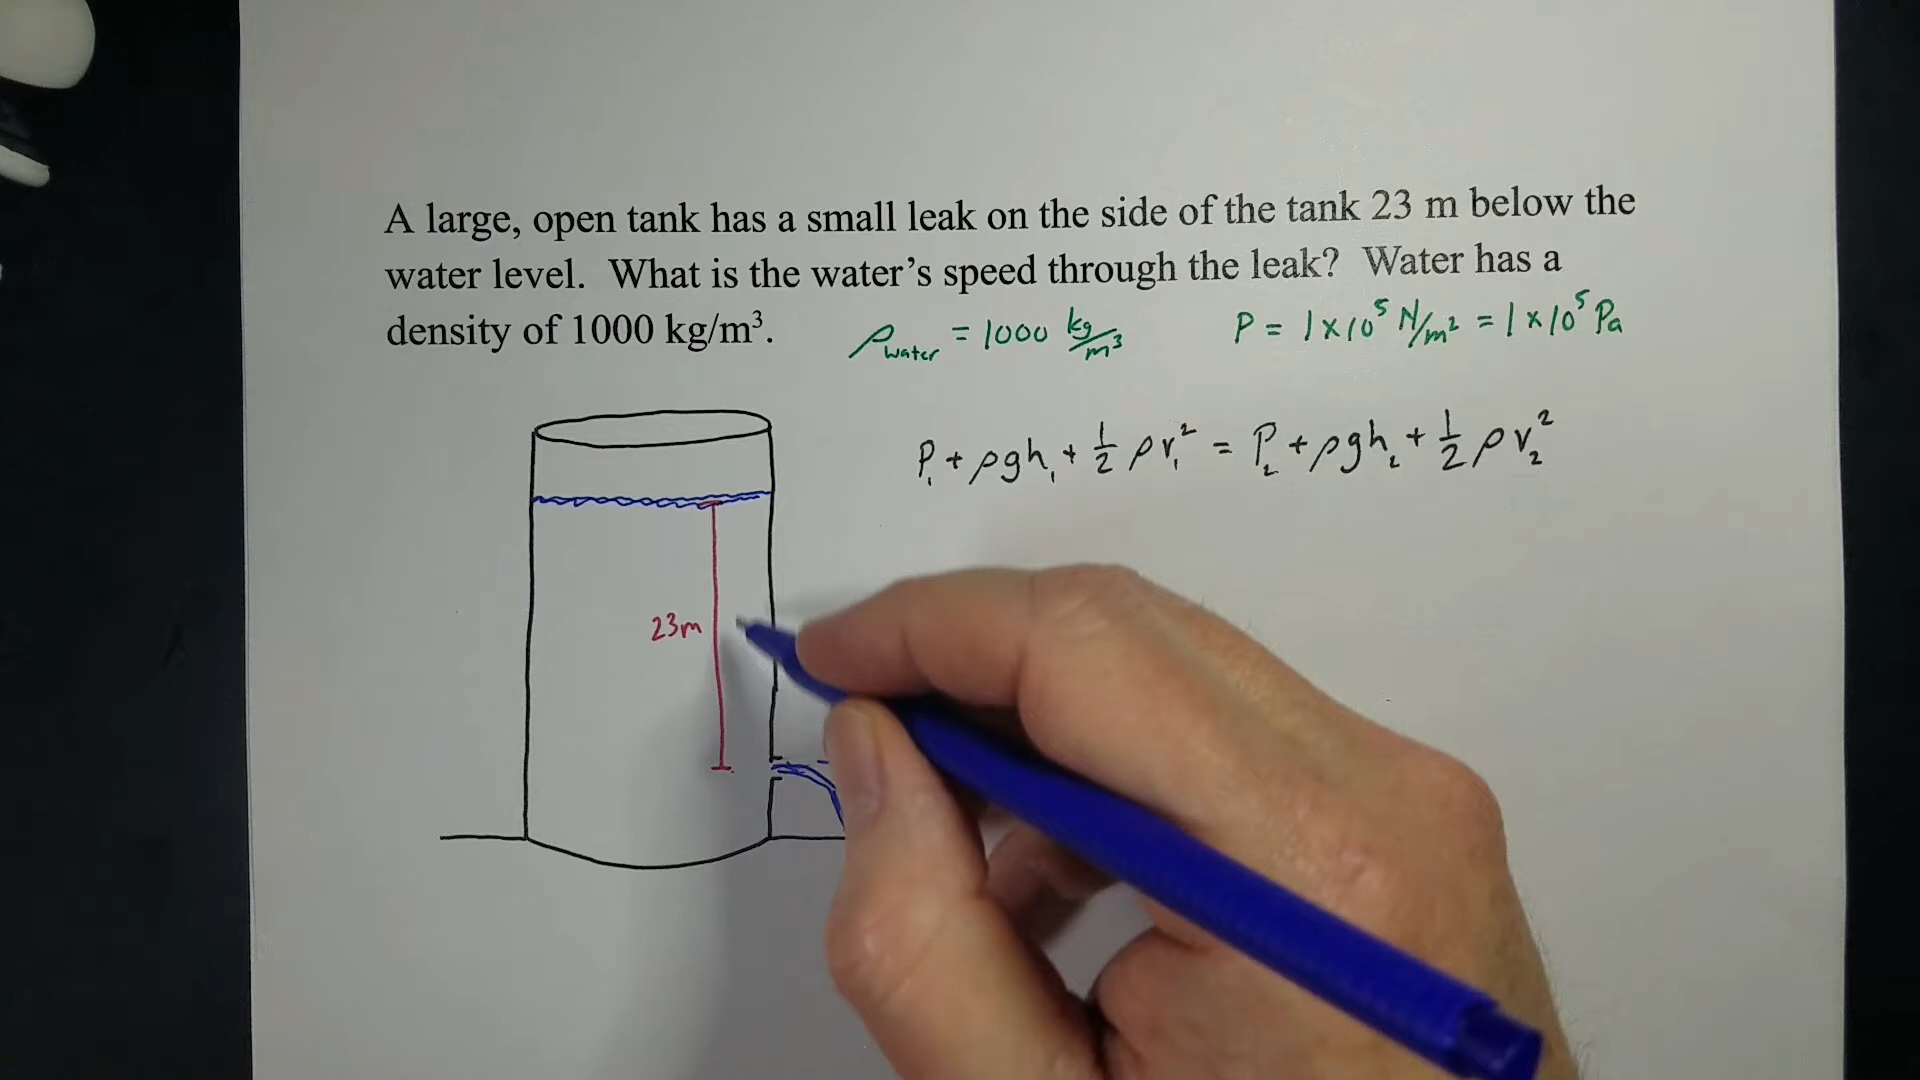 A large, open tank has a small leak on the side of the tank 23 m below the
water level. What is the water's speed through the leak? Water has a
density of 1000 kg/m³.
ρwater = 1000 kg/m³
P = 1×10⁵ N/m² = 1×10⁵ Pa
P₁ + ρgh₁ + ½ρv₁² = P₂ + ρgh₂ + ½ρv₂²
23m